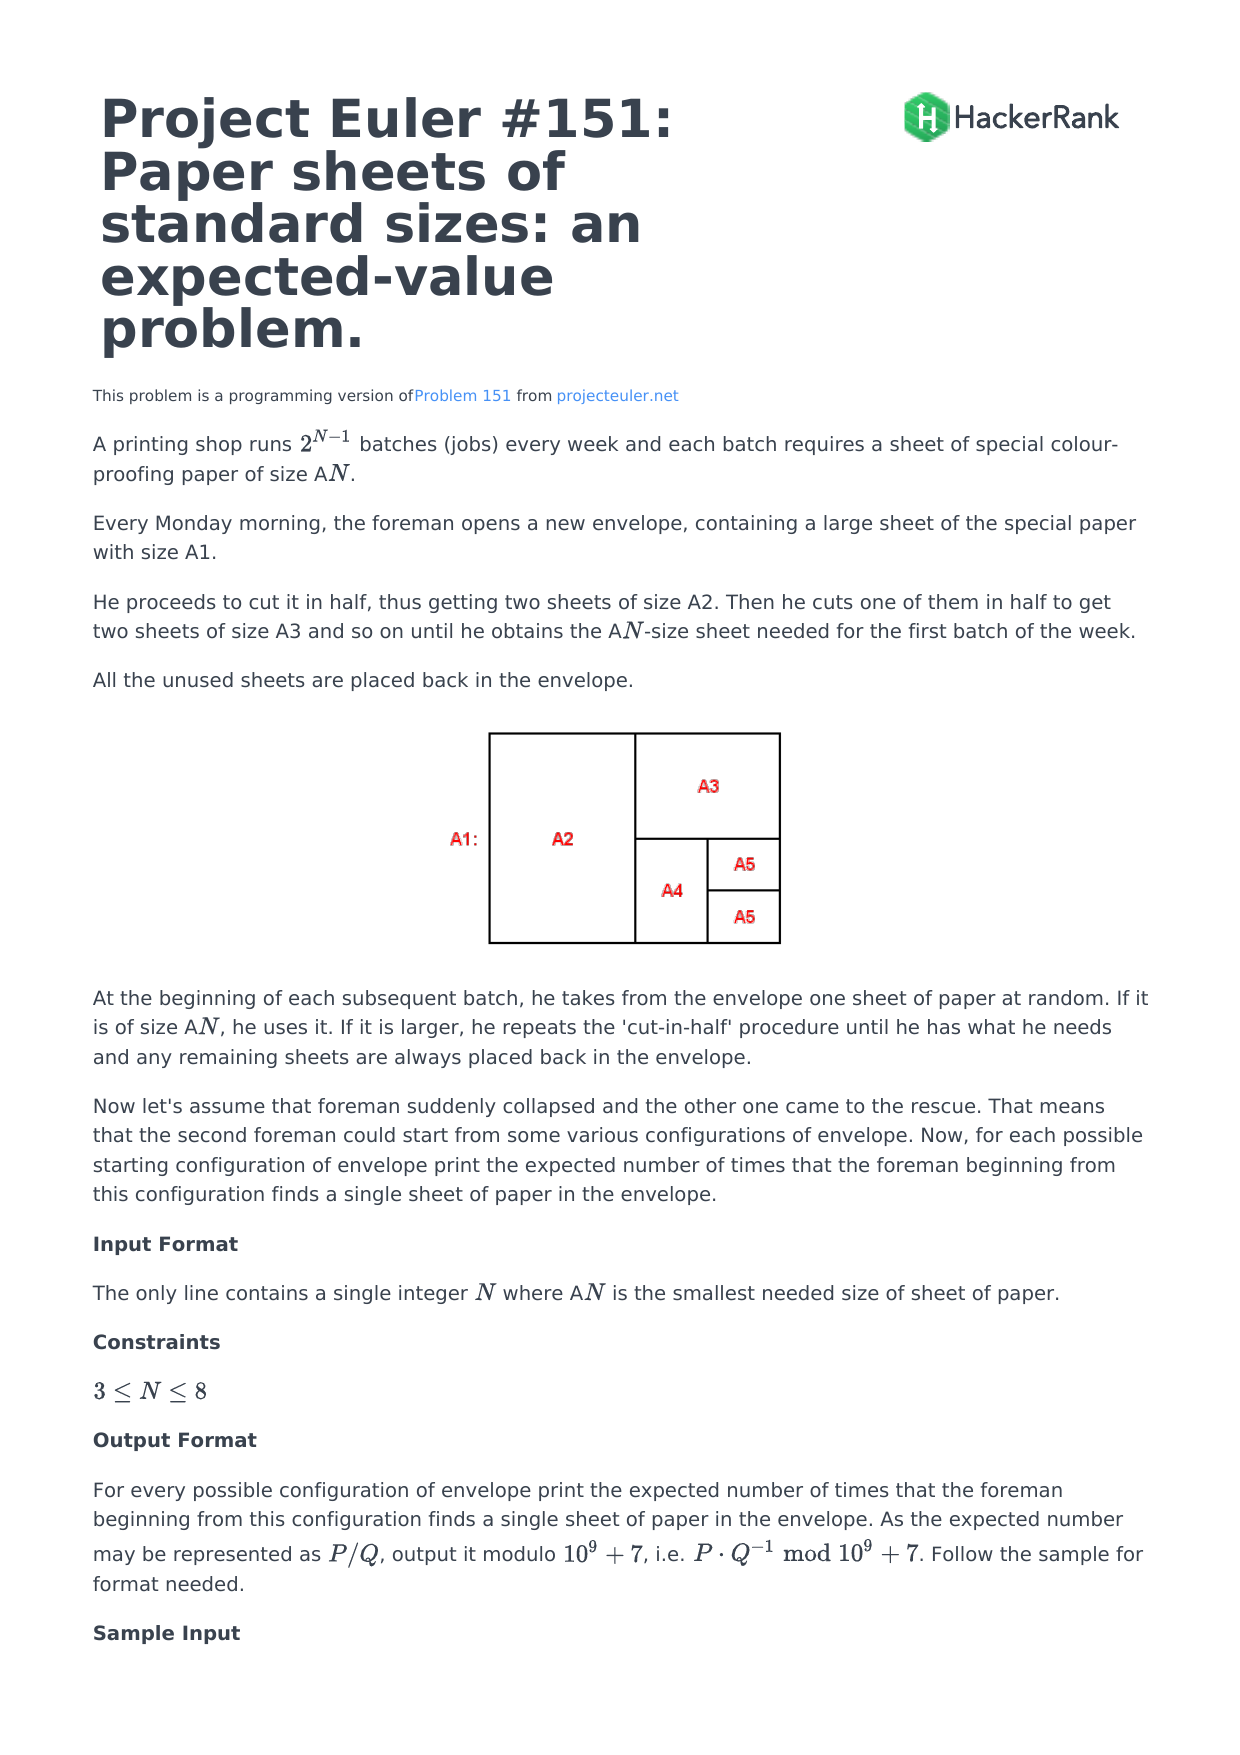 Project Euler #151:
Paper sheets of
standard sizes: an
expected-value
problem.
HackerRank
This problem is a programming version ofProblem 151 from projecteuler.net
A printing shop runs 2^{N−1} batches (jobs) every week and each batch requires a sheet of special colour-
proofing paper of size AN.
Every Monday morning, the foreman opens a new envelope, containing a large sheet of the special paper
with size A1.
He proceeds to cut it in half, thus getting two sheets of size A2. Then he cuts one of them in half to get
two sheets of size A3 and so on until he obtains the AN-size sheet needed for the first batch of the week.
All the unused sheets are placed back in the envelope.
A3
A1:
A2
A5
A4
A5
At the beginning of each subsequent batch, he takes from the envelope one sheet of paper at random. If it
is of size AN, he uses it. If it is larger, he repeats the 'cut-in-half' procedure until he has what he needs
and any remaining sheets are always placed back in the envelope.
Now let's assume that foreman suddenly collapsed and the other one came to the rescue. That means
that the second foreman could start from some various configurations of envelope. Now, for each possible
starting configuration of envelope print the expected number of times that the foreman beginning from
this configuration finds a single sheet of paper in the envelope.
Input Format
The only line contains a single integer N where AN is the smallest needed size of sheet of paper.
Constraints
3 ≤ N ≤ 8
Output Format
For every possible configuration of envelope print the expected number of times that the foreman
beginning from this configuration finds a single sheet of paper in the envelope. As the expected number
may be represented as P/Q, output it modulo 10^9 + 7, i.e. P · Q^{−1} mod 10^9 + 7. Follow the sample for
format needed.
Sample Input